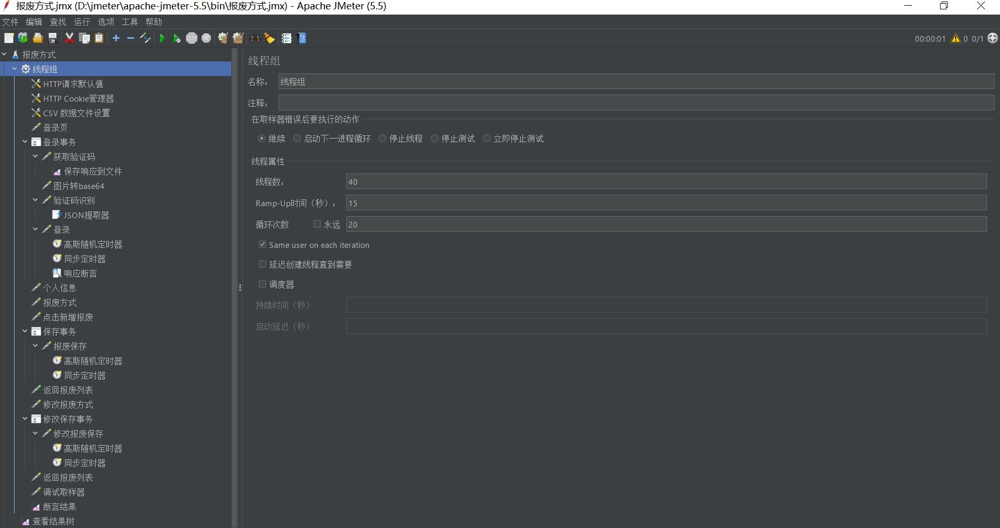 报废方式.jmx (D:\jmeter\apache-jmeter-5.5\bin\报废方式.jmx) - Apache JMeter (5.5)
文件 编辑 查找 运行 选项 工具 帮助
00:00:01 0 0/1
报废方式
线程组
HTTP请求默认值
HTTP Cookie管理器
CSV 数据文件设置
登录页
登录事务
获取验证码
保存响应到文件
图片转base64
验证码识别
JSON提取器
登录
高斯随机定时器
同步定时器
响应断言
个人信息
报废方式
点击新增报废
保存事务
报废保存
高斯随机定时器
同步定时器
返回报废列表
修改报废方式
修改保存事务
修改报废保存
高斯随机定时器
同步定时器
返回报废列表
调试取样器
断言结果
查看结果树
线程组
名称： 线程组
注释：
在取样器错误后要执行的动作
继续 启动下一进程循环 停止线程 停止测试 立即停止测试
线程属性
线程数： 40
Ramp-Up时间（秒）： 15
循环次数 永远 20
Same user on each iteration
延迟创建线程直到需要
调度器
持续时间（秒）
启动延迟（秒）